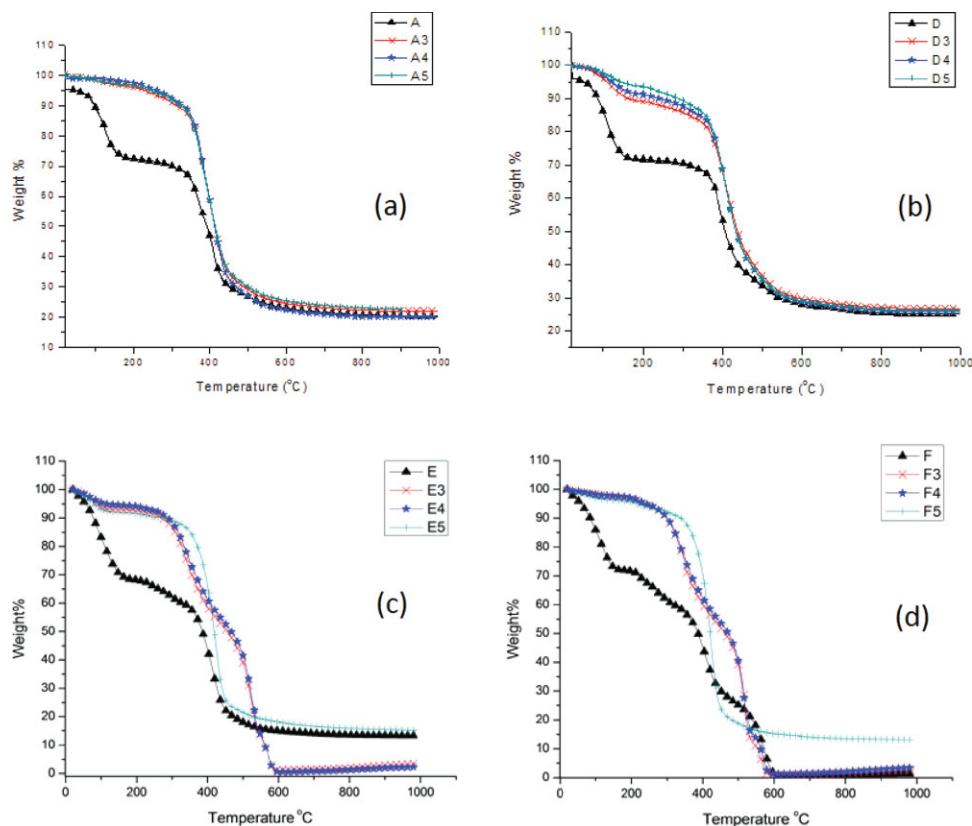 A
A3
A4
A5
110
100
90
80
70
60
50
40
30
20
10
Weight %
(a)
200 400 600 800 1000
Temperature (°C)
D
D3
D4
D5
110
100
90
80
70
60
50
40
30
20
Weight %
(b)
0 200 400 600 800 1000
Temperature (°C)
E
E3
E4
E5
110
100
90
80
70
60
50
40
30
20
10
0
Weight%
(c)
0 200 400 600 800 1000
Temperature °C
F
F3
F4
F5
110
100
90
80
70
60
50
40
30
20
10
0
Weight%
(d)
0 200 400 600 800 1000
Temperature °C